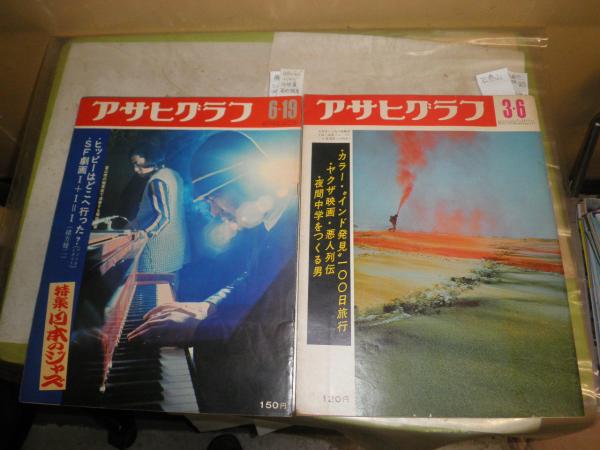 アサヒグラフ
6・19
・ヒッピーはどこへ行った?
・SF劇画 1+1=1
特集 日本のジャズ
150円
アサヒグラフ
3・6
・カラー・“インド発見”一〇〇日旅行
・ヤクザ映画・悪人列伝
・夜間中学をつくる男
120円